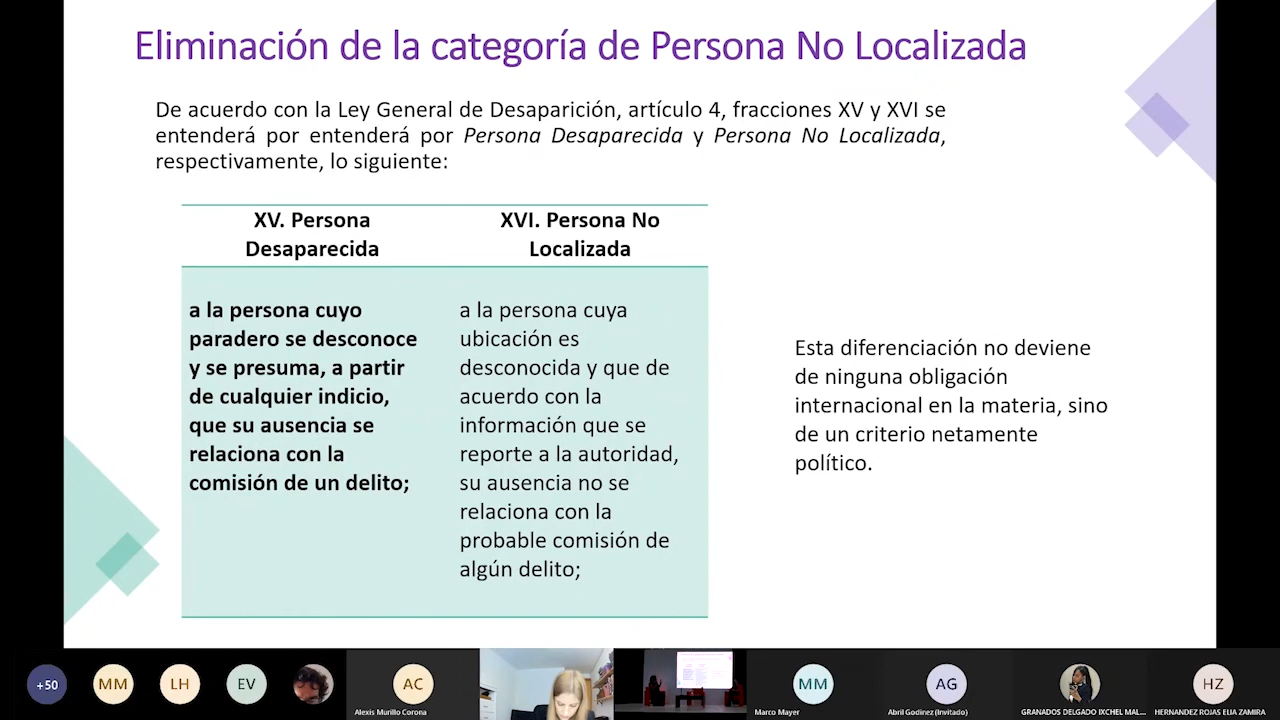 Eliminación de la categoría de Persona No Localizada
De acuerdo con la Ley General de Desaparición, artículo 4, fracciones XV y XVI se
entenderá por entenderá por Persona Desaparecida y Persona No Localizada,
respectivamente, lo siguiente:
XV. Persona
Desaparecida
XVI. Persona No
Localizada
a la persona cuyo
paradero se desconoce
y se presuma, a partir
de cualquier indicio,
que su ausencia se
relaciona con la
comisión de un delito;
a la persona cuya
ubicación es
desconocida y que de
acuerdo con la
información que se
reporte a la autoridad,
su ausencia no se
relaciona con la
probable comisión de
algún delito;
Esta diferenciación no deviene
de ninguna obligación
internacional en la materia, sino
de un criterio netamente
político.
+50
MM
LH
EV
AC
Alexis Murillo Corona
MM
Marco Mayer
AG
Abril Godinez (Invitado)
GRANADOS DELGADO IXCHEL MAL...
HZ
HERNANDEZ ROJAS ELIA ZAMIRA